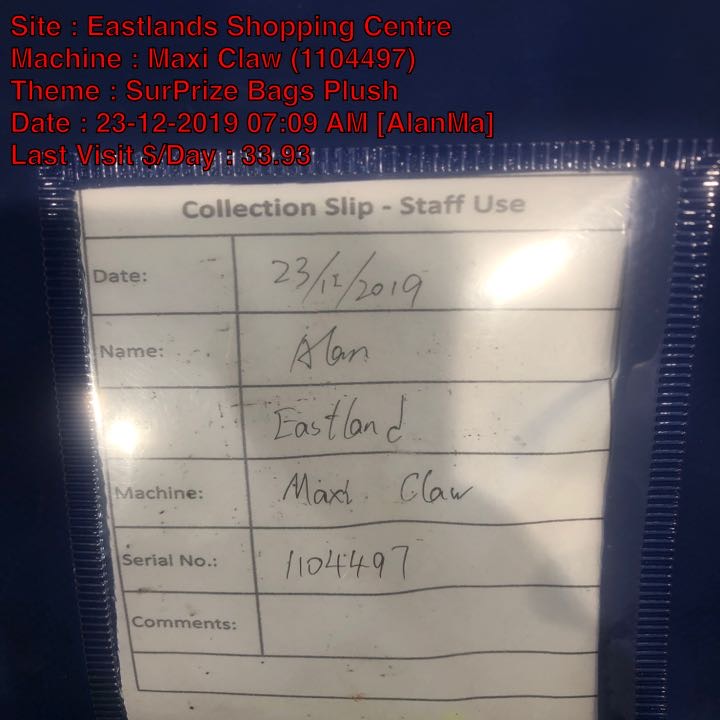 Site : Eastlands Shopping Centre
Machine : Maxi Claw (1104497)
Theme : SurPrize Bags Plush
Date : 23-12-2019 07:09 AM [AlanMa]
Last Visit $/Day : 33.93
Collection Slip - Staff Use
Date: 23/12/2019
Name: Alan
Eastland
Machine: Maxi Claw
Serial No.: 1104497
Comments: